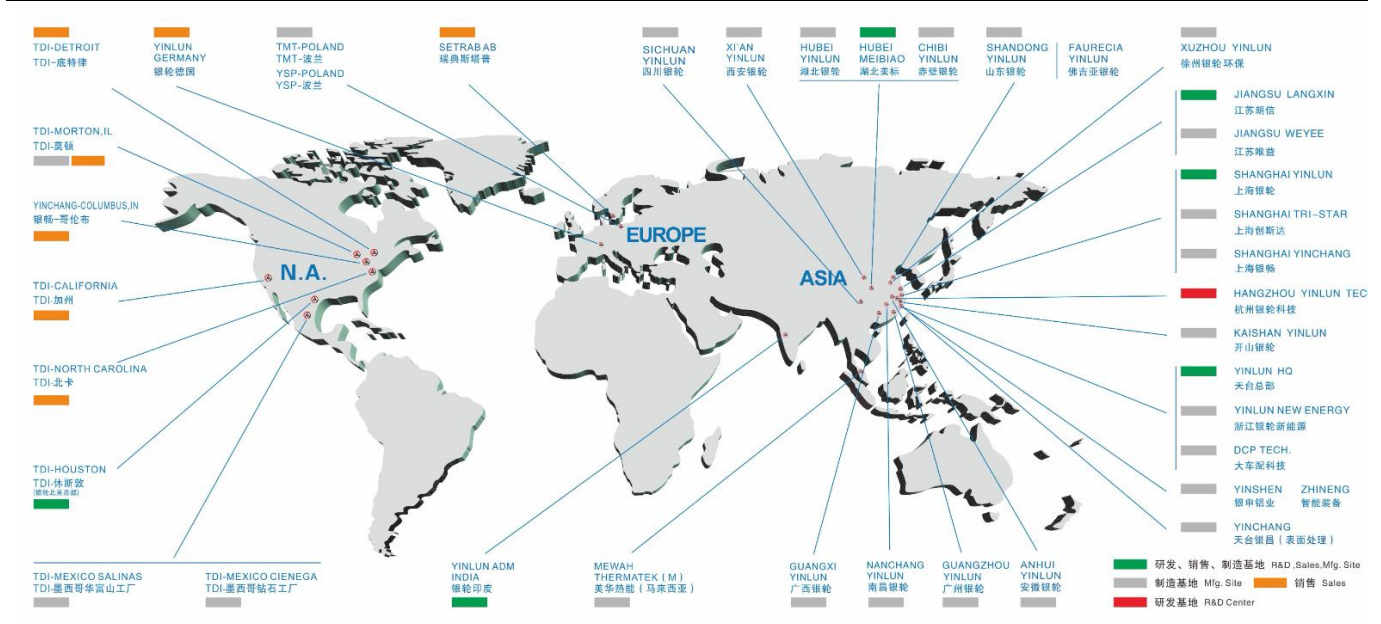 TDI-DETROIT
TDI-底特律
YINLUN
GERMANY
银轮德国
TMT-POLAND
TMT-波兰
YSP-POLAND
YSP-波兰
SETRAB AB
瑞典斯塔普
SICHUAN
YINLUN
四川银轮
XI'AN
YINLUN
西安银轮
HUBEI
YINLUN
湖北银轮
HUBEI
MEIBIAO
湖北美标
CHIBI
YINLUN
赤壁银轮
SHANDONG
YINLUN
山东银轮
FAURECIA
YINLUN
佛吉亚银轮
XUZHOU YINLUN
徐州银轮环保
TDI-MORTON,IL
TDI-莫顿
YINCHANG-COLUMBUS,IN
银畅-哥伦布
TDI-CALIFORNIA
TDI-加州
TDI-NORTH CAROLINA
TDI-北卡
TDI-HOUSTON
TDI-休斯敦
(银轮北美总部)
N.A.
EUROPE
ASIA
JIANGSU LANGXIN
江苏朗信
JIANGSU WEYEE
江苏唯益
SHANGHAI YINLUN
上海银轮
SHANGHAI TRI-STAR
上海创斯达
SHANGHAI YINCHANG
上海银畅
HANGZHOU YINLUN TEC
杭州银轮科技
KAISHAN YINLUN
开山银轮
YINLUN HQ
天台总部
YINLUN NEW ENERGY
浙江银轮新能源
DCP TECH.
大车配科技
YINSHEN ZHINENG
银申铝业 智能装备
YINCHANG
天台银昌（表面处理）
TDI-MEXICO SALINAS
TDI-墨西哥华富山工厂
TDI-MEXICO CIENEGA
TDI-墨西哥钻石工厂
YINLUN ADM
INDIA
银轮印度
MEWAH
THERMATEK (M)
美华热能（马来西亚）
GUANGXI
YINLUN
广西银轮
NANCHANG
YINLUN
南昌银轮
GUANGZHOU
YINLUN
广州银轮
ANHUI
YINLUN
安徽银轮
研发、销售、制造基地 R&D ,Sales,Mfg. Site
制造基地 Mfg. Site 销售 Sales
研发基地 R&D Center